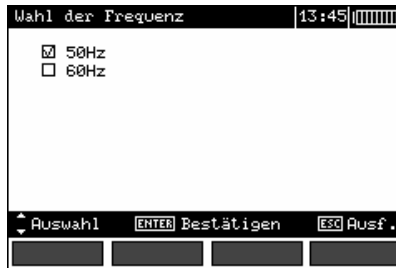 Wahl der Frequenz 13:45
50Hz
60Hz
Auswahl ENTER Bestätigen ESC Ausf.